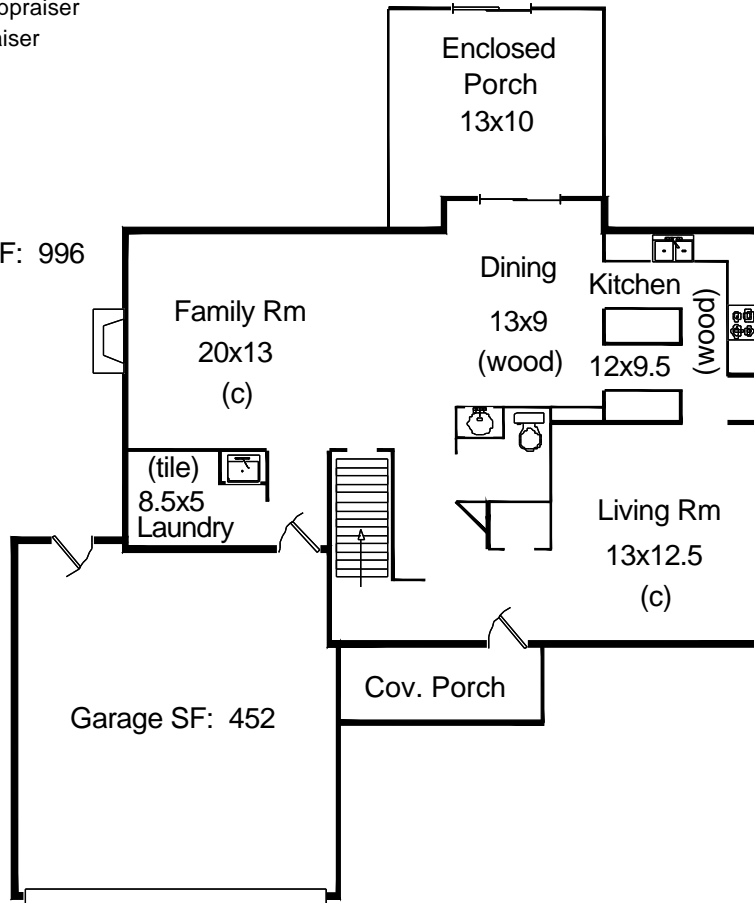 praiser
aiser
Enclosed
Porch
13x10
F: 996
Dining
13x9
(wood)
Kitchen
12x9.5
(wood)
Family Rm
20x13
(c)
(tile)
8.5x5
Laundry
Living Rm
13x12.5
(c)
Cov. Porch
Garage SF: 452